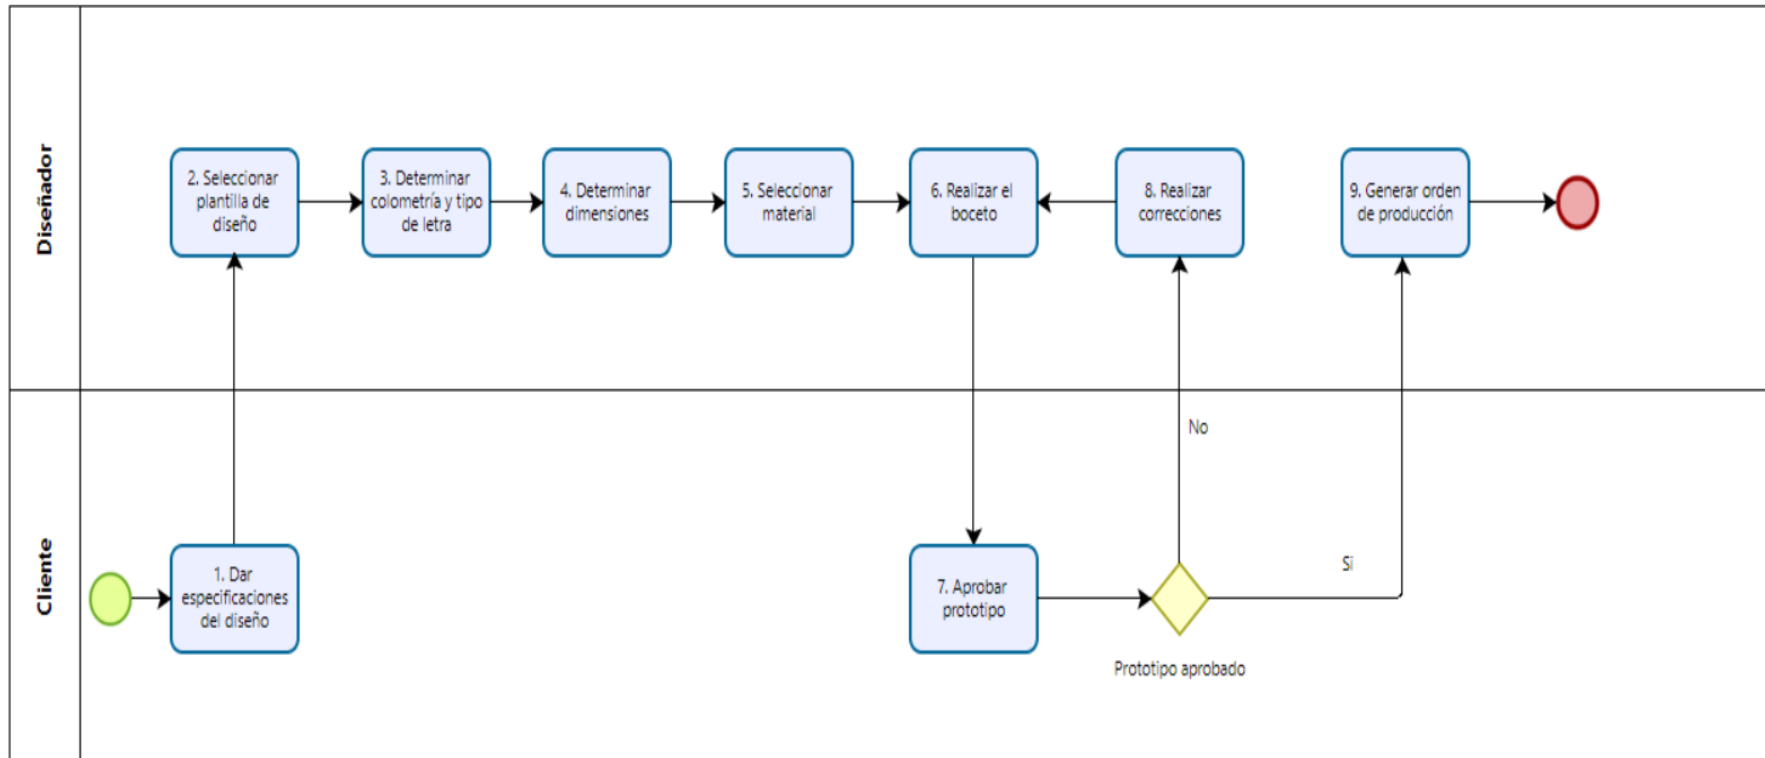 Diseñador
2. Seleccionar
plantilla de
diseño
3. Determinar
colometría y tipo
de letra
4. Determinar
dimensiones
5. Seleccionar
material
6. Realizar el
boceto
8. Realizar
correcciones
9. Generar orden
de producción
Cliente
1. Dar
especificaciones
del diseño
7. Aprobar
prototipo
No
Si
Prototipo aprobado